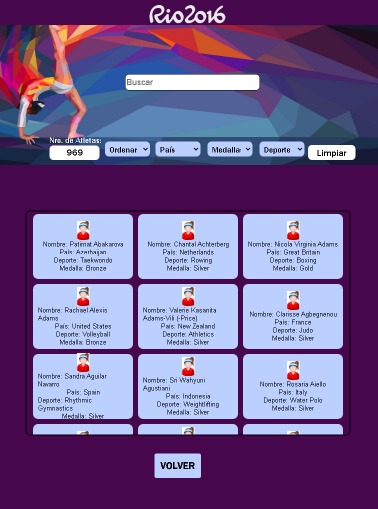 Rio2016
Buscar
Nro. de Atletas:
969
Ordenar
País
Medallas
Deporte
Limpiar
Nombre: Patimat Abakarova
País: Azerbaijan
Deporte: Taekwondo
Medalla: Bronze
Nombre: Chantal Achterberg
País: Netherlands
Deporte: Rowing
Medalla: Silver
Nombre: Nicola Virginia Adams
País: Great Britain
Deporte: Boxing
Medalla: Gold
Nombre: Rachael Alexis
Adams
País: United States
Deporte: Volleyball
Medalla: Bronze
Nombre: Valerie Kasanita
Adams-Vili (-Price)
País: New Zealand
Deporte: Athletics
Medalla: Silver
Nombre: Clarisse Agbegnenou
País: France
Deporte: Judo
Medalla: Silver
Nombre: Sandra Aguilar
Navarro
País: Spain
Deporte: Rhythmic
Gymnastics
Medalla: Silver
Nombre: Sri Wahyuni
Agustiani
País: Indonesia
Deporte: Weightlifting
Medalla: Silver
Nombre: Rosaria Aiello
País: Italy
Deporte: Water Polo
Medalla: Silver
VOLVER